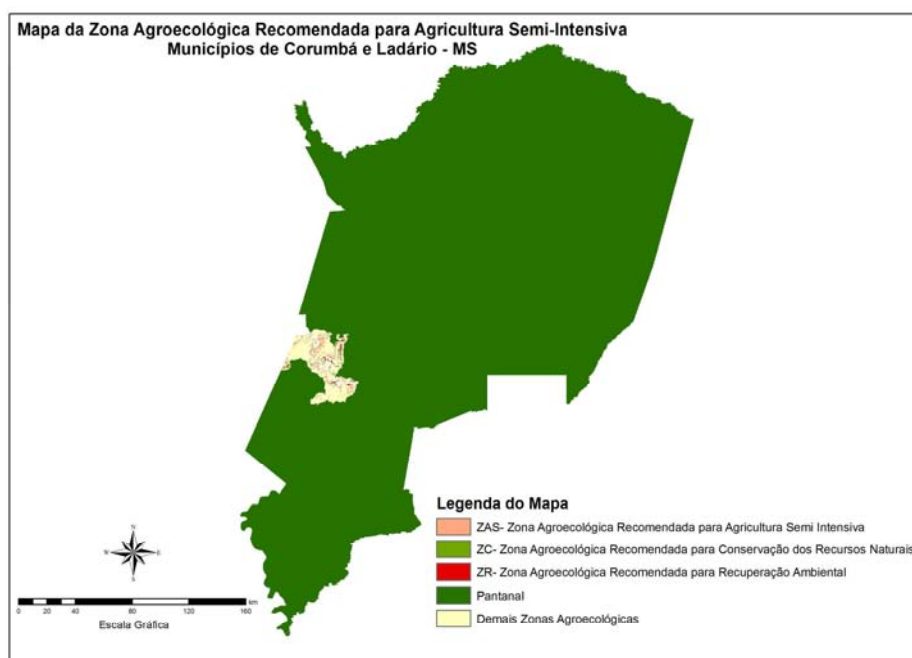 Mapa da Zona Agroecológica Recomendada para Agricultura Semi-Intensiva
Municípios de Corumbá e Ladário - MS
Legenda do Mapa
ZAS- Zona Agroecológica Recomendada para Agricultura Semi Intensiva
ZC- Zona Agroecológica Recomendada para Conservação dos Recursos Naturais
ZR- Zona Agroecológica Recomendada para Recuperação Ambiental
Pantanal
Demais Zonas Agroecológicas
N
W
E
S
km
0 20 40 80 120 160
Escala Gráfica